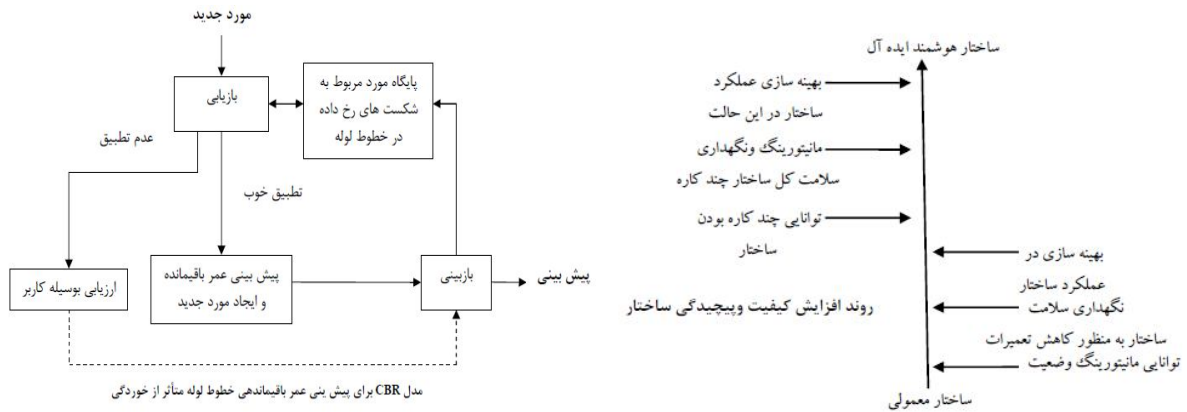 مورد جدید
بازیابی
پایگاه مورد مربوط به
شکست های رخ داده
در خطوط لوله
عدم تطبیق
تطبیق خوب
ارزیابی بوسیله کاربر
پیش بینی عمر باقیمانده
و ایجاد مورد جدید
بازبینی
پیش بینی
مدل CBR برای پیش ینی عمر باقیماندهی خطوط لوله متأثر از خوردگی
ساختار هوشمند ایده آل
بهینه سازی عملکرد
ساختار در این حالت
مانیتورینگ ونگهداری
سلامت کل ساختار چند کاره
توانایی چند کاره بودن
ساختار
روند افزایش کیفیت وپیچیدگی ساختار
بهینه سازی در
عملکرد ساختار
نگهداری سلامت
ساختار به منظور کاهش تعمیرات
توانایی مانیتورینگ وضعیت
ساختار معمولی